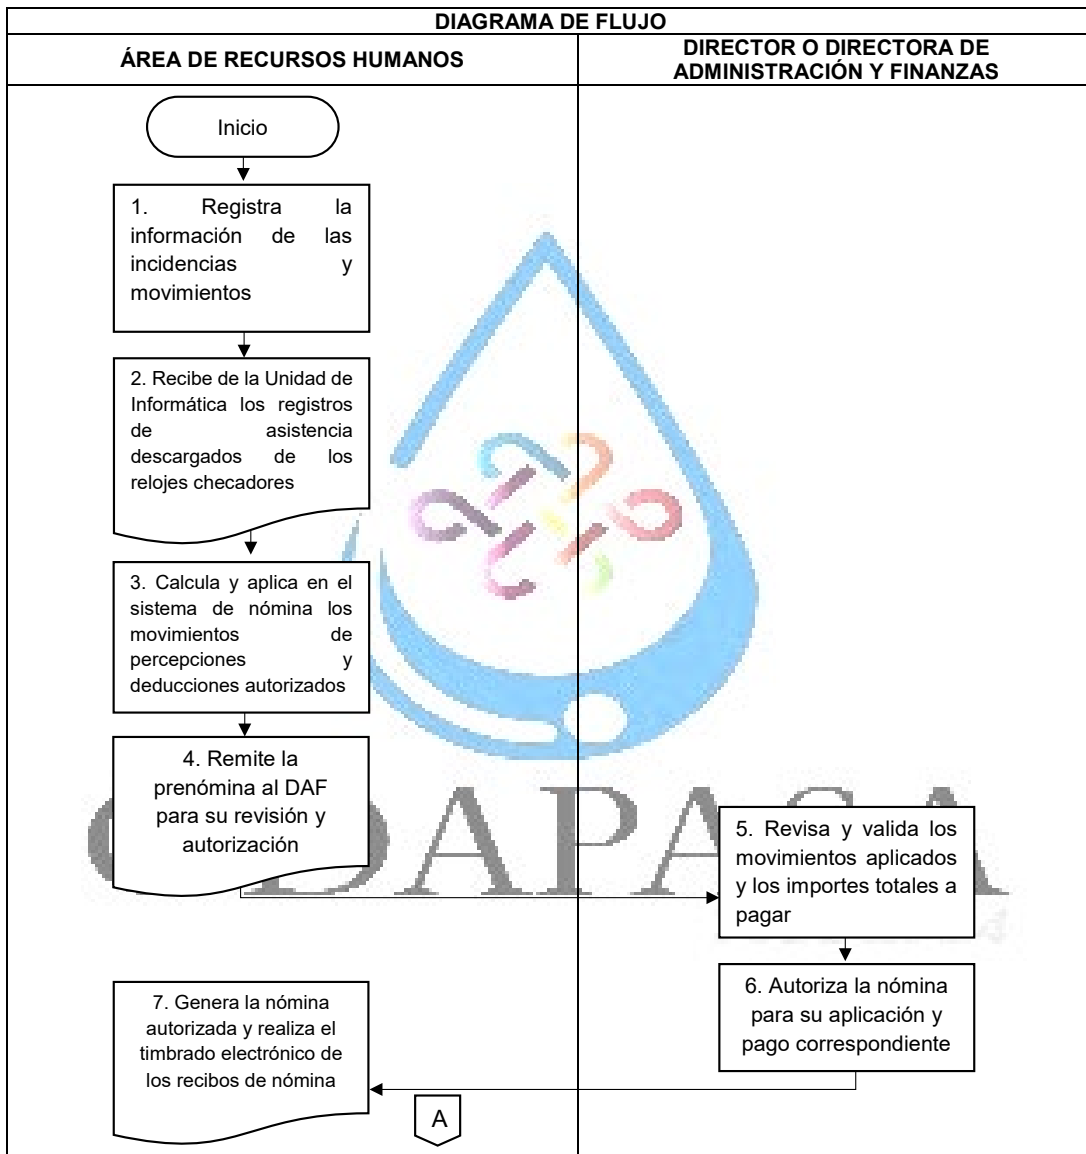 DIAGRAMA DE FLUJO
ÁREA DE RECURSOS HUMANOS
DIRECTOR O DIRECTORA DE
ADMINISTRACIÓN Y FINANZAS
Inicio
1. Registra la
información de las
incidencias y
movimientos
2. Recibe de la Unidad de
Informática los registros
de asistencia
descargados de los
relojes checadores
3. Calcula y aplica en el
sistema de nómina los
movimientos de
percepciones y
deducciones autorizados
4. Remite la
prenómina al DAF
para su revisión y
autorización
5. Revisa y valida los
movimientos aplicados
y los importes totales a
pagar
6. Autoriza la nómina
para su aplicación y
pago correspondiente
7. Genera la nómina
autorizada y realiza el
timbrado electrónico de
los recibos de nómina
A